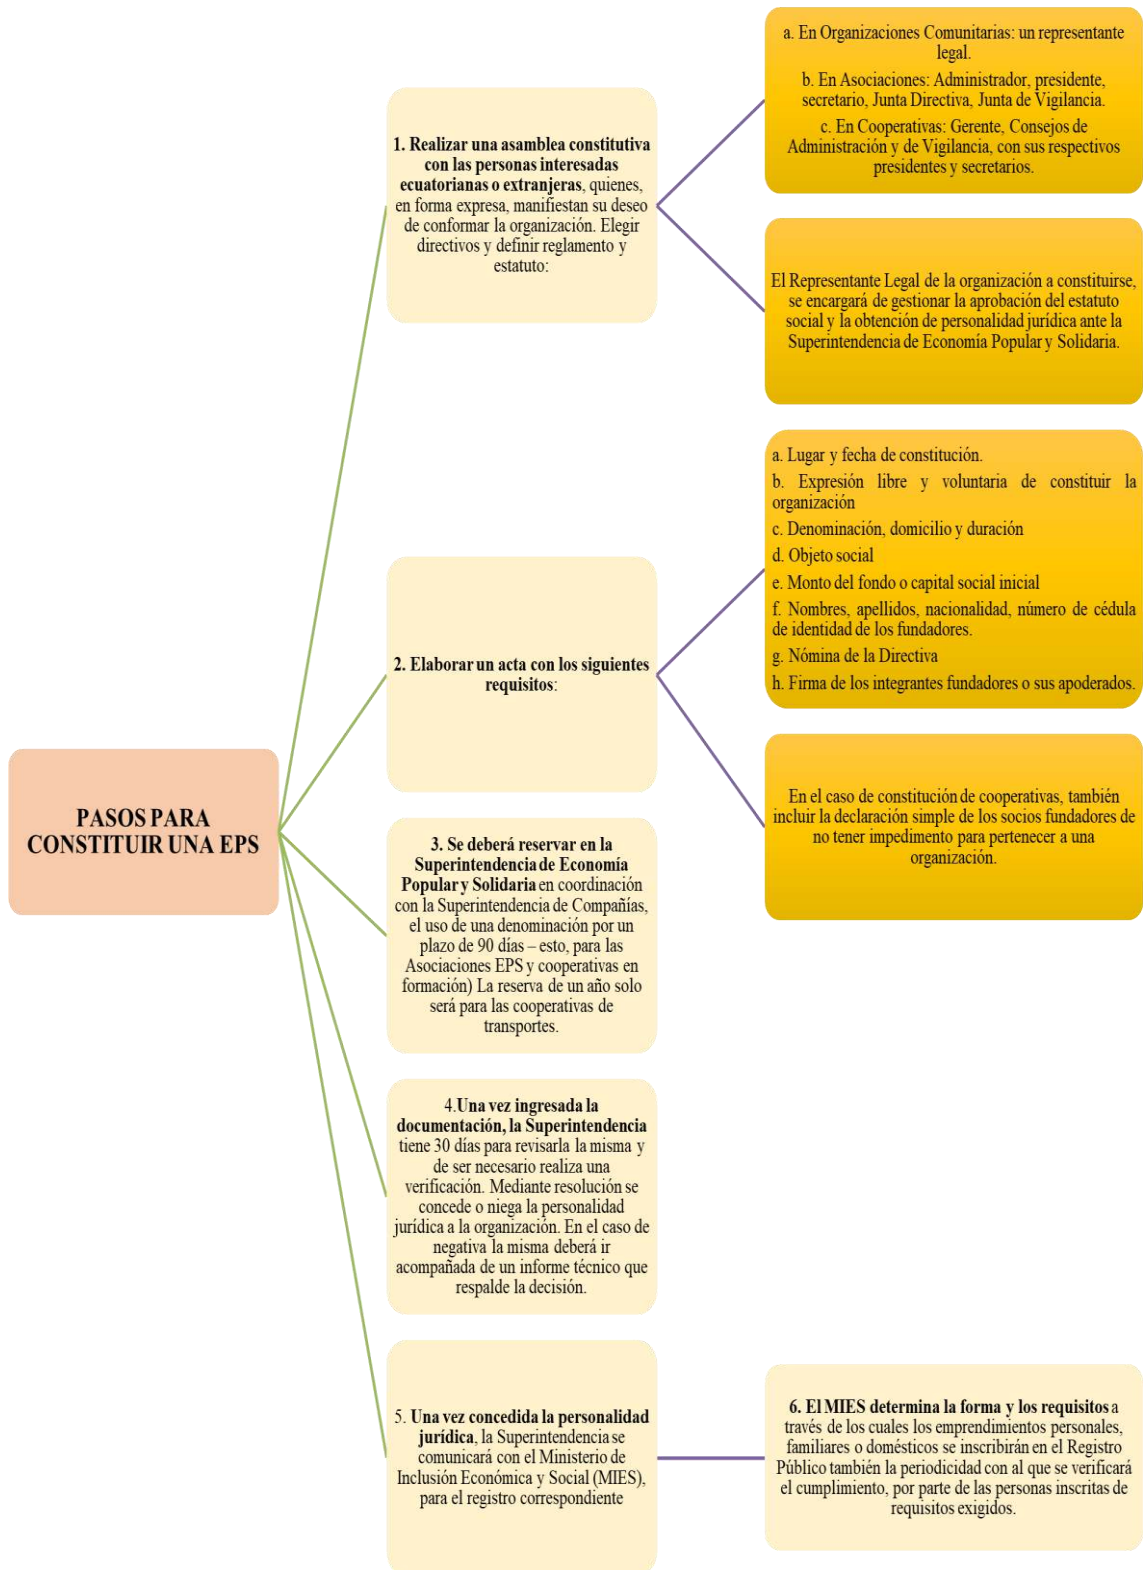 PASOS PARA
CONSTITUIR UNA EPS
1. Realizar una asamblea constitutiva
con las personas interesadas
ecuatorianas o extranjeras, quienes,
en forma expresa, manifiestan su deseo
de conformar la organización. Elegir
directivos y definir reglamento y
estatuto:
a. En Organizaciones Comunitarias: un representante
legal.
b. En Asociaciones: Administrador, presidente,
secretario, Junta Directiva, Junta de Vigilancia.
c. En Cooperativas: Gerente, Consejos de
Administración y de Vigilancia, con sus respectivos
presidentes y secretarios.
El Representante Legal de la organización a constituirse,
se encargará de gestionar la aprobación del estatuto
social y la obtención de personalidad jurídica ante la
Superintendencia de Economía Popular y Solidaria.
2. Elaborar un acta con los siguientes
requisitos:
a. Lugar y fecha de constitución.
b. Expresión libre y voluntaria de constituir la
organización
c. Denominación, domicilio y duración
d. Objeto social
e. Monto del fondo o capital social inicial
f. Nombres, apellidos, nacionalidad, número de cédula
de identidad de los fundadores.
g. Nómina de la Directiva
h. Firma de los integrantes fundadores o sus apoderados.
En el caso de constitución de cooperativas, también
incluir la declaración simple de los socios fundadores de
no tener impedimento para pertenecer a una
organización.
3. Se deberá reservar en la
Superintendencia de Economía
Popular y Solidaria en coordinación
con la Superintendencia de Compañías,
el uso de una denominación por un
plazo de 90 días – esto, para las
Asociaciones EPS y cooperativas en
formación) La reserva de un año solo
será para las cooperativas de
transportes.
4.Una vez ingresada la
documentación, la Superintendencia
tiene 30 días para revisarla la misma y
de ser necesario realiza una
verificación. Mediante resolución se
concede o niega la personalidad
jurídica a la organización. En el caso de
negativa la misma deberá ir
acompañada de un informe técnico que
respalde la decisión.
5. Una vez concedida la personalidad
jurídica, la Superintendencia se
comunicará con el Ministerio de
Inclusión Económica y Social (MIES),
para el registro correspondiente
6. El MIES determina la forma y los requisitos a
través de los cuales los emprendimientos personales,
familiares o domésticos se inscribirán en el Registro
Público también la periodicidad con al que se verificará
el cumplimiento, por parte de las personas inscritas de
requisitos exigidos.